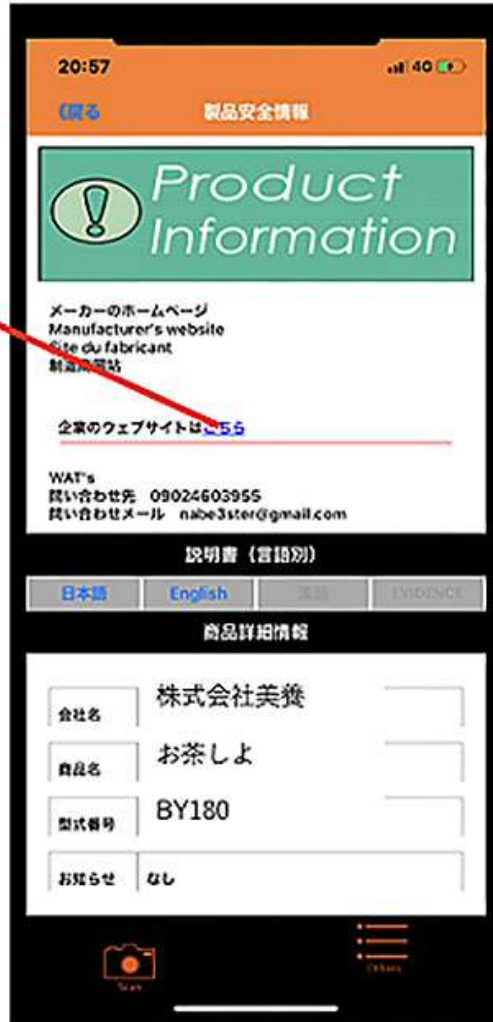 20:57
4G
戻る
製品安全情報
Product
Information
メーカーのホームページ
Manufacturer's website
Site du fabricant
企業のウェブサイトはこちら
WAT's
問い合わせ先 09024603955
問い合わせメール nabe3ster@gmail.com
説明書（言語別）
日本語 English EVIDENCE
商品詳細情報
会社名 株式会社美養
商品名 お茶しよ
型式番号 BY180
お知らせ なし
Scan
Others